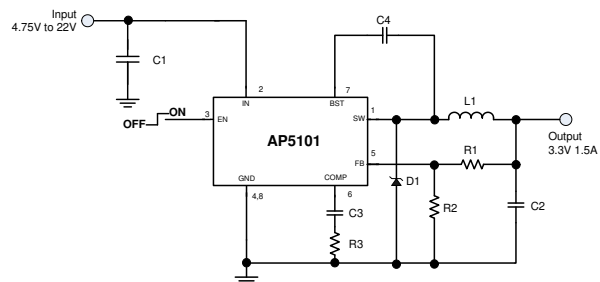 Input
4.75V to 22V
C1
C4
2
7
IN
BST
L1
ON
OFF
3
EN
1
SW
AP5101
Output
3.3V 1.5A
5
FB
R1
GND
COMP
D1
4,8
6
R2
C2
C3
R3